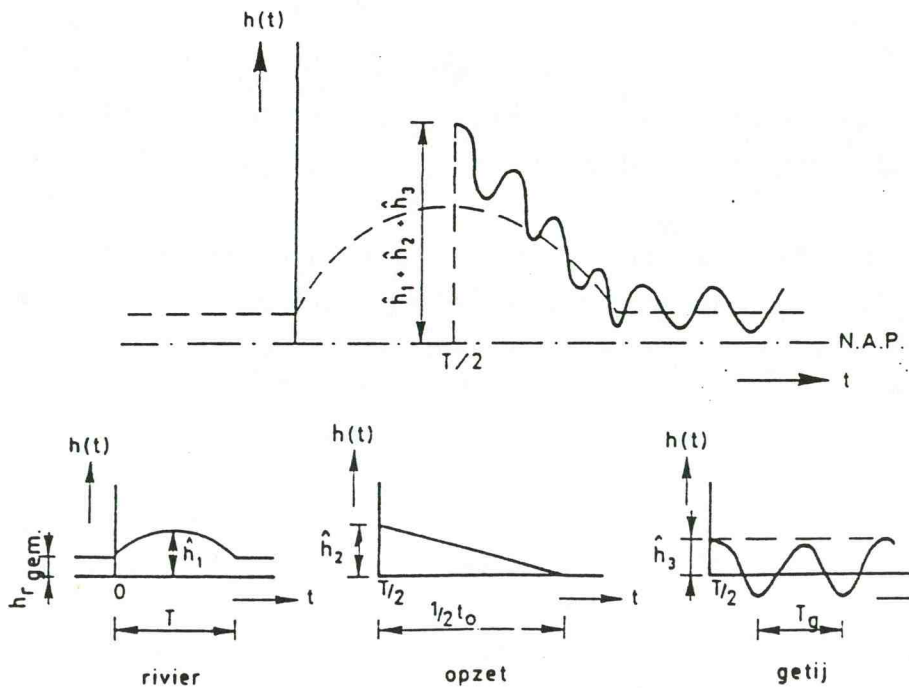 h(t)
ĥ₁ + ĥ₂ + ĥ₃
N.A.P.
T/2
t
h(t)
ĥ₁
h_r gem.
0
t
T
rivier
h(t)
ĥ₂
T/2
t
1/2 t₀
opzet
h(t)
ĥ₃
T/2
t
T_g
getij